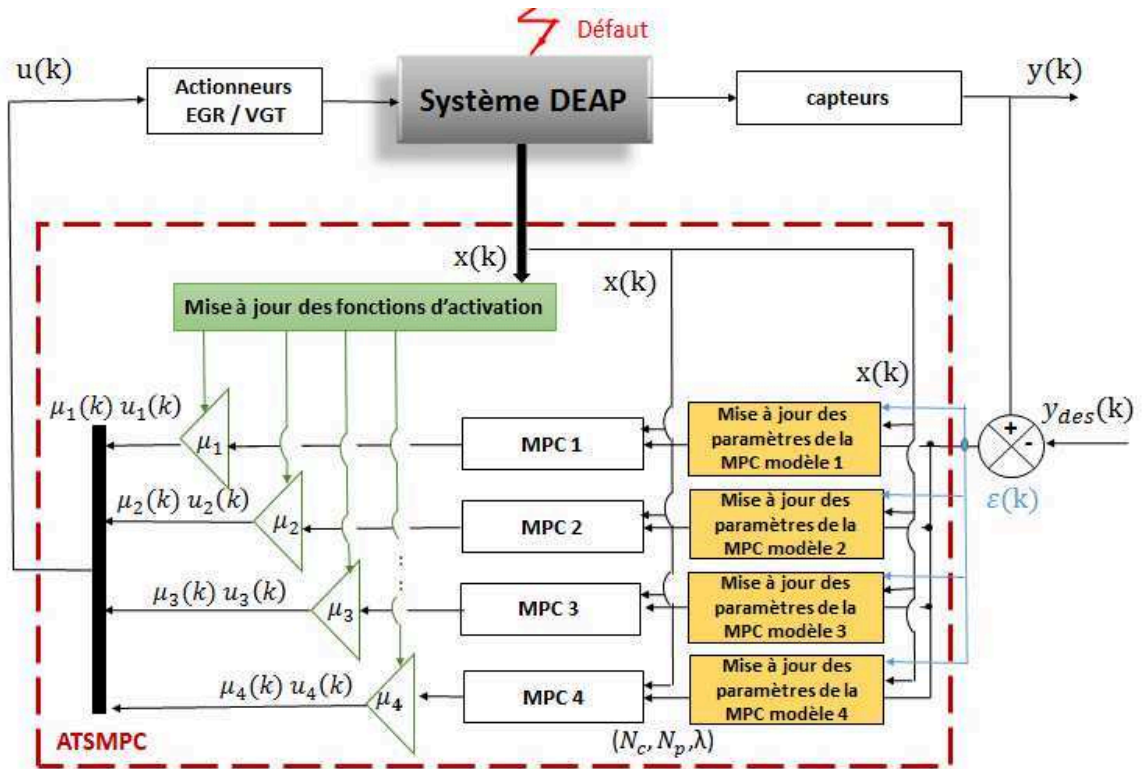 Défaut
u(k)
Actionneurs
EGR / VGT
Système DEAP
capteurs
y(k)
x(k)
x(k)
Mise à jour des fonctions d'activation
x(k)
μ₁(k) u₁(k)
μ₁
MPC 1
Mise à jour des
paramètres de la
MPC modèle 1
+
-
y_des(k)
ε(k)
μ₂(k) u₂(k)
μ₂
MPC 2
Mise à jour des
paramètres de la
MPC modèle 2
μ₃(k) u₃(k)
μ₃
MPC 3
Mise à jour des
paramètres de la
MPC modèle 3
μ₄(k) u₄(k)
μ₄
MPC 4
Mise à jour des
paramètres de la
MPC modèle 4
ATSMPC
(N_c, N_p, λ)